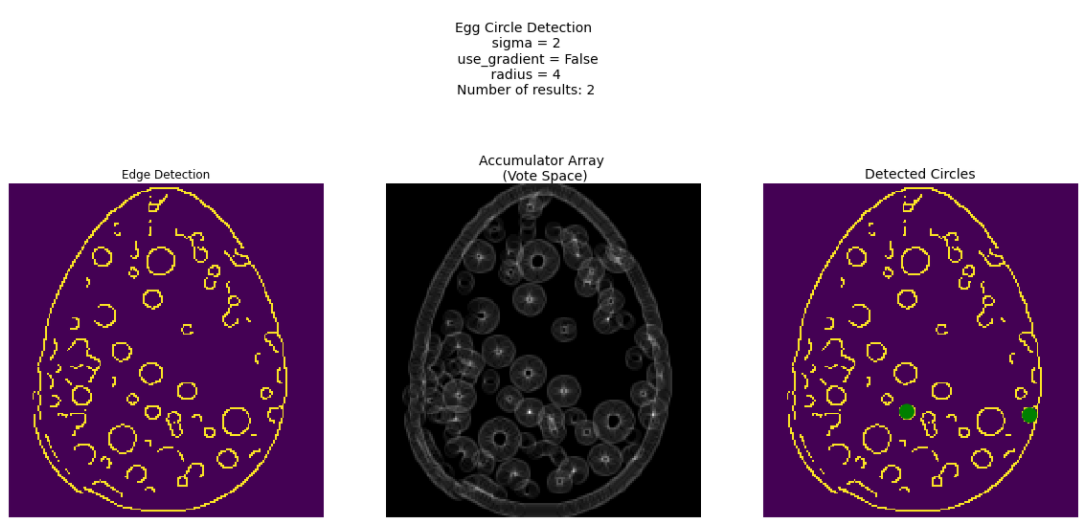 Egg Circle Detection
sigma = 2
use_gradient = False
radius = 4
Number of results: 2
Edge Detection
Accumulator Array
(Vote Space)
Detected Circles